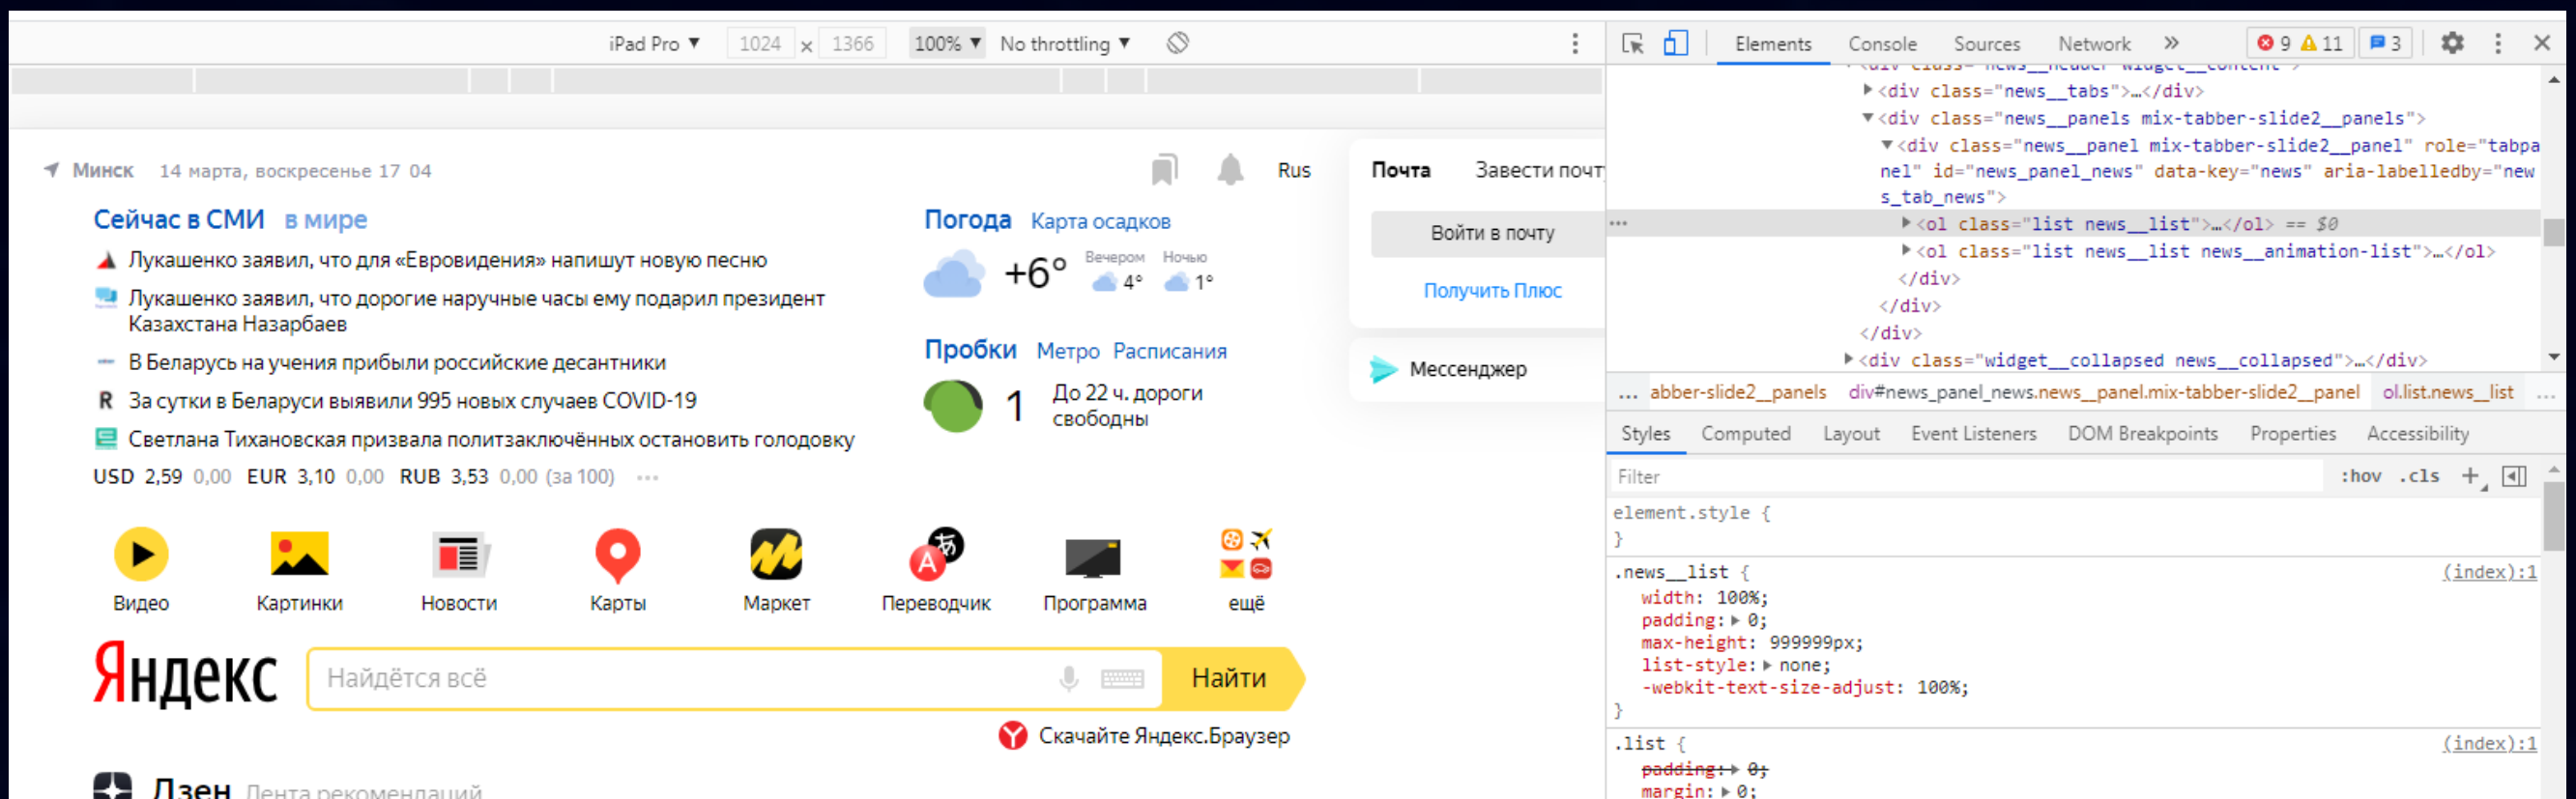 iPad Pro ▼ 1024 x 1366 100% ▼ No throttling ▼
Минск 14 марта, воскресенье 17 04
Rus
Сейчас в СМИ в мире
Лукашенко заявил, что для «Евровидения» напишут новую песню
Лукашенко заявил, что дорогие наручные часы ему подарил президент
Казахстана Назарбаев
В Беларусь на учения прибыли российские десантники
За сутки в Беларуси выявили 995 новых случаев COVID-19
Светлана Тихановская призвала политзаключённых остановить голодовку
USD 2,59 0,00 EUR 3,10 0,00 RUB 3,53 0,00 (за 100) ···
Погода Карта осадков
+6° Вечером 4° Ночью 1°
Пробки Метро Расписания
1 До 22 ч. дороги
свободны
Почта Завести почт
Войти в почту
Получить Плюс
Мессенджер
Видео Картинки Новости Карты Маркет Переводчик Программа ещё
Яндекс Найдётся всё Найти
Скачайте Яндекс.Браузер
Дзен Лента рекомендаций
Elements Console Sources Network » 9 11 3
<div class="news__header widget__content">
▶<div class="news__tabs">…</div>
▼<div class="news__panels mix-tabber-slide2__panels">
▼<div class="news__panel mix-tabber-slide2__panel" role="tabpa
nel" id="news_panel_news" data-key="news" aria-labelledby="new
s_tab_news">
… ▶<ol class="list news__list">…</ol> == $0
▶<ol class="list news__list news__animation-list">…</ol>
</div>
</div>
</div>
▶<div class="widget__collapsed news__collapsed">…</div>
… abber-slide2__panels div#news_panel_news.news__panel.mix-tabber-slide2__panel ol.list.news__list …
Styles Computed Layout Event Listeners DOM Breakpoints Properties Accessibility
Filter :hov .cls +
element.style {
}
.news__list { (index):1
width: 100%;
padding:▶ 0;
max-height: 999999px;
list-style:▶ none;
-webkit-text-size-adjust: 100%;
}
.list { (index):1
padding:▶ 0;
margin:▶ 0;